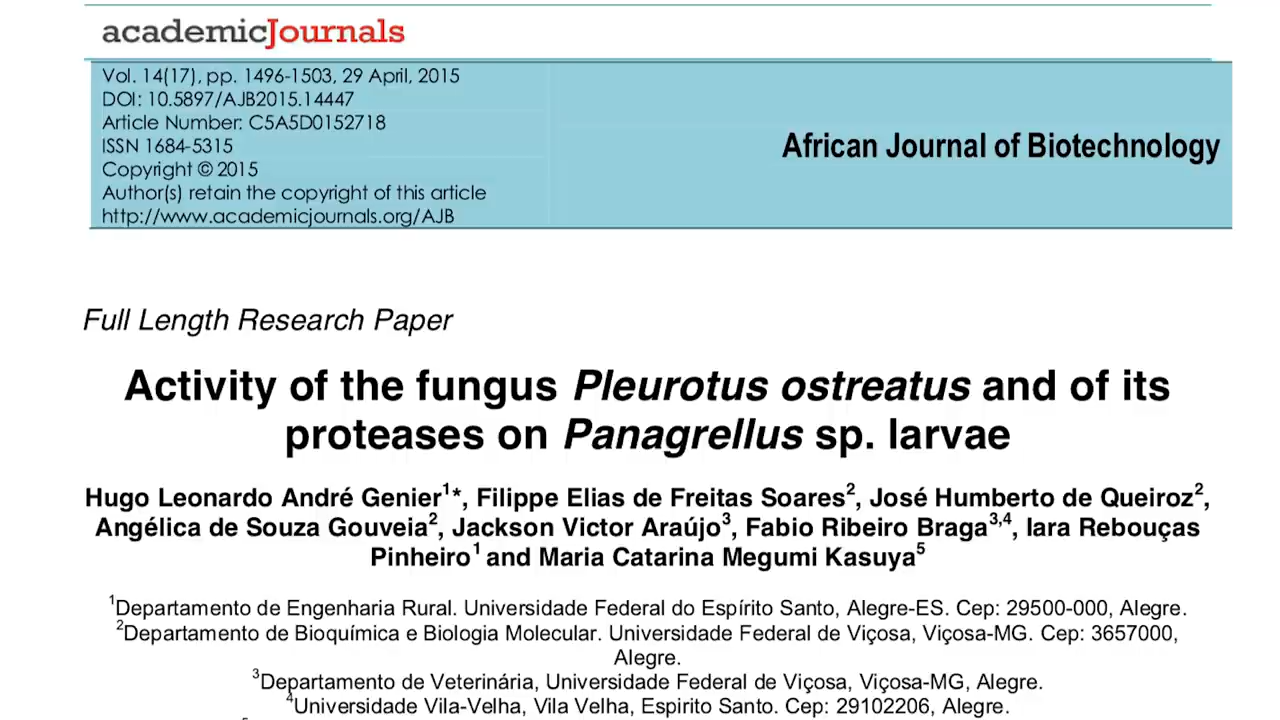 academicJournals
Vol. 14(17), pp. 1496-1503, 29 April, 2015
DOI: 10.5897/AJB2015.14447
Article Number: C5A5D0152718
ISSN 1684-5315
Copyright © 2015
Author(s) retain the copyright of this article
http://www.academicjournals.org/AJB
African Journal of Biotechnology
Full Length Research Paper
Activity of the fungus Pleurotus ostreatus and of its
proteases on Panagrellus sp. larvae
Hugo Leonardo André Genier1*, Filippe Elias de Freitas Soares2, José Humberto de Queiroz2,
Angélica de Souza Gouveia2, Jackson Victor Araújo3, Fabio Ribeiro Braga3,4, Iara Rebouças
Pinheiro1 and Maria Catarina Megumi Kasuya5
1Departamento de Engenharia Rural. Universidade Federal do Espírito Santo, Alegre-ES. Cep: 29500-000, Alegre.
2Departamento de Bioquímica e Biologia Molecular. Universidade Federal de Viçosa, Viçosa-MG. Cep: 3657000,
Alegre.
3Departamento de Veterinária, Universidade Federal de Viçosa, Viçosa-MG, Alegre.
4Universidade Vila-Velha, Vila Velha, Espirito Santo. Cep: 29102206, Alegre.